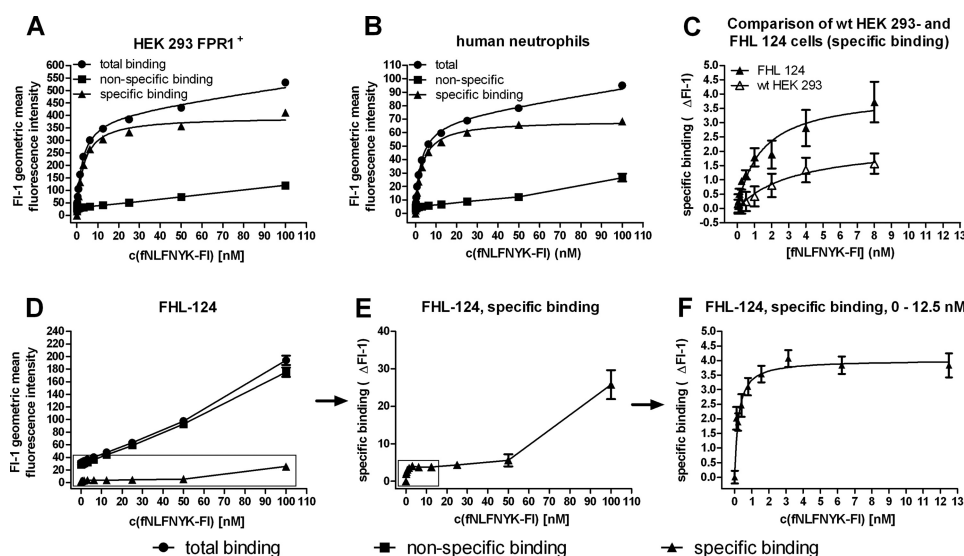 A
HEK 293 FPR1+
total binding
non-specific binding
specific binding
600
550
500
450
400
350
300
250
200
150
100
50
0
FI-1 geometric mean
fluorescence intensity
0 10 20 30 40 50 60 70 80 90 100 110
c(fNLFNYK-Fl) [nM]
B
human neutrophils
total
non-specific
specific binding
110
100
90
80
70
60
50
40
30
20
10
0
FI-1 geometric mean
fluorescence intensity
0 10 20 30 40 50 60 70 80 90 100 110
c(fNLFNYK-Fl) (nM)
C
Comparison of wt HEK 293- and
FHL 124 cells (specific binding)
FHL 124
wt HEK 293
5.0
4.5
4.0
3.5
3.0
2.5
2.0
1.5
1.0
0.5
0.0
-0.5
specific binding ( ΔFl-1)
0 1 2 3 4 5 6 7 8 9 10 11 12 13
[fNLFNYK-Fl] (nM)
D
FHL-124
240
220
200
180
160
140
120
100
80
60
40
20
0
FI-1 geometric mean
fluorescence intensity
0 10 20 30 40 50 60 70 80 90 100 110
c(fNLFNYK-Fl) [nM]
E
FHL-124, specific binding
40
30
20
10
0
specific binding ( ΔFl-1)
0 10 20 30 40 50 60 70 80 90 100 110
c(fNLFNYK-Fl) [nM]
F
FHL-124, specific binding, 0 - 12.5 nM
5.0
4.5
4.0
3.5
3.0
2.5
2.0
1.5
1.0
0.5
0.0
specific binding ( ΔFl-1)
0 1 2 3 4 5 6 7 8 9 10 11 12 13
c(fNLFNYK-Fl) [nM]
total binding
non-specific binding
specific binding